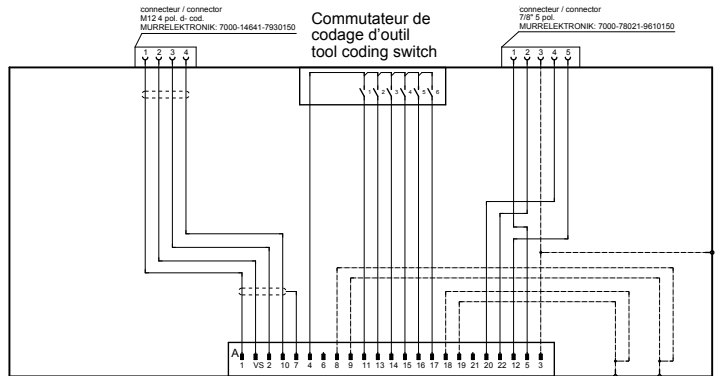 connecteur / connector
M12 4 pol. d- cod.
MURRELEKTRONIK: 7000-14641-7930150
1 2 3 4
Commutateur de
codage d'outil
tool coding switch
1 2 3 4 5 6
connecteur / connector
7/8" 5 pol.
MURRELEKTRONIK: 7000-78021-9610150
1 2 3 4 5
A
1 VS 2 10 7 4 6 8 9 11 13 14 15 16 17 18 19 21 20 22 12 5 3